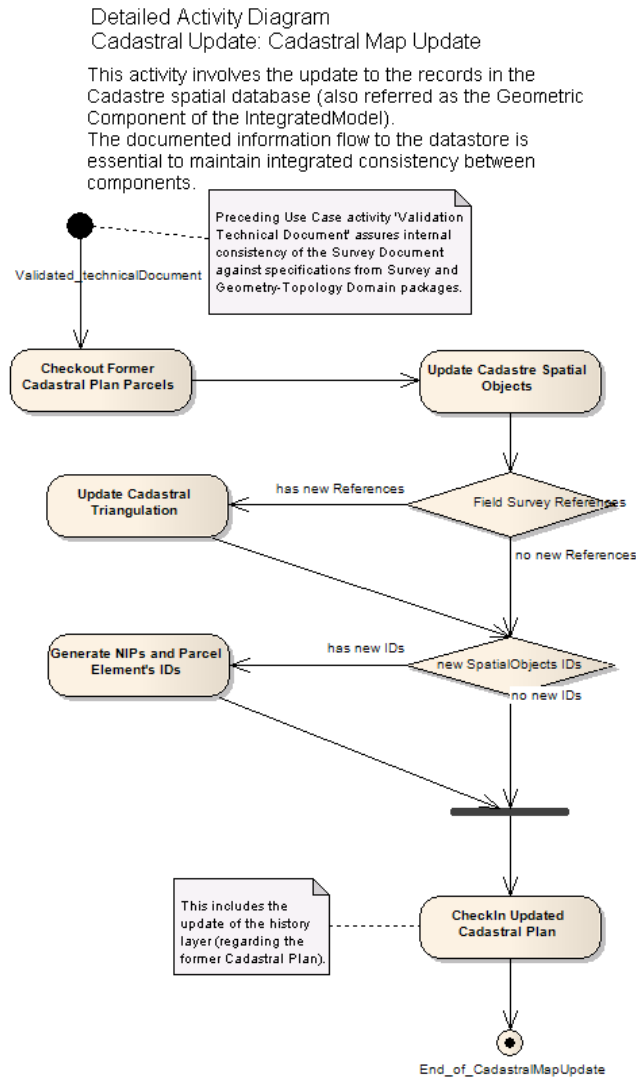 Detailed Activity Diagram
Cadastral Update: Cadastral Map Update
This activity involves the update to the records in the
Cadastre spatial database (also referred as the Geometric
Component of the IntegratedModel).
The documented information flow to the datastore is
essential to maintain integrated consistency between
components.
Preceding Use Case activity 'Validation
Technical Document' assures internal
consistency of the Survey Document
against specifications from Survey and
Geometry-Topology Domain packages.
Validated_technicalDocument
Checkout Former
Cadastral Plan Parcels
Update Cadastre Spatial
Objects
has new References
Update Cadastral
Triangulation
Field Survey References
no new References
has new IDs
Generate NIPs and Parcel
Element's IDs
new SpatialObjects IDs
no new IDs
This includes the
update of the history
layer (regarding the
former Cadastral Plan).
CheckIn Updated
Cadastral Plan
End_of_CadastralMapUpdate